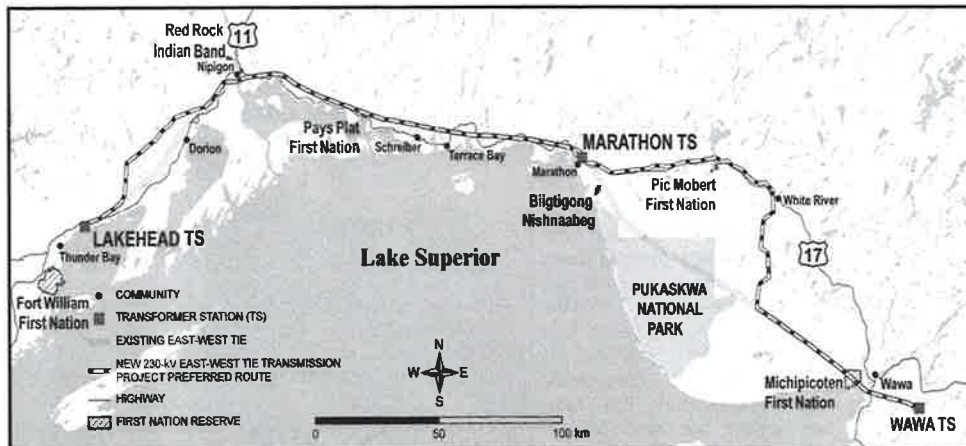 Red Rock
Indian Band
Nipigon
11
Dorion
Pays Plat
First Nation
Schreiber
Terrace Bay
MARATHON TS
Marathon
Biigtigong
Nishnaabeg
Pic Mobert
First Nation
White River
17
LAKEHEAD TS
Thunder Bay
Fort William
First Nation
Lake Superior
PUKASKWA
NATIONAL
PARK
Michipicoten
First Nation
Wawa
WAWA TS
COMMUNITY
TRANSFORMER STATION (TS)
EXISTING EAST-WEST TIE
NEW 230-kV EAST-WEST TIE TRANSMISSION
PROJECT PREFERRED ROUTE
HIGHWAY
FIRST NATION RESERVE
N
W E
S
0 50 100 km